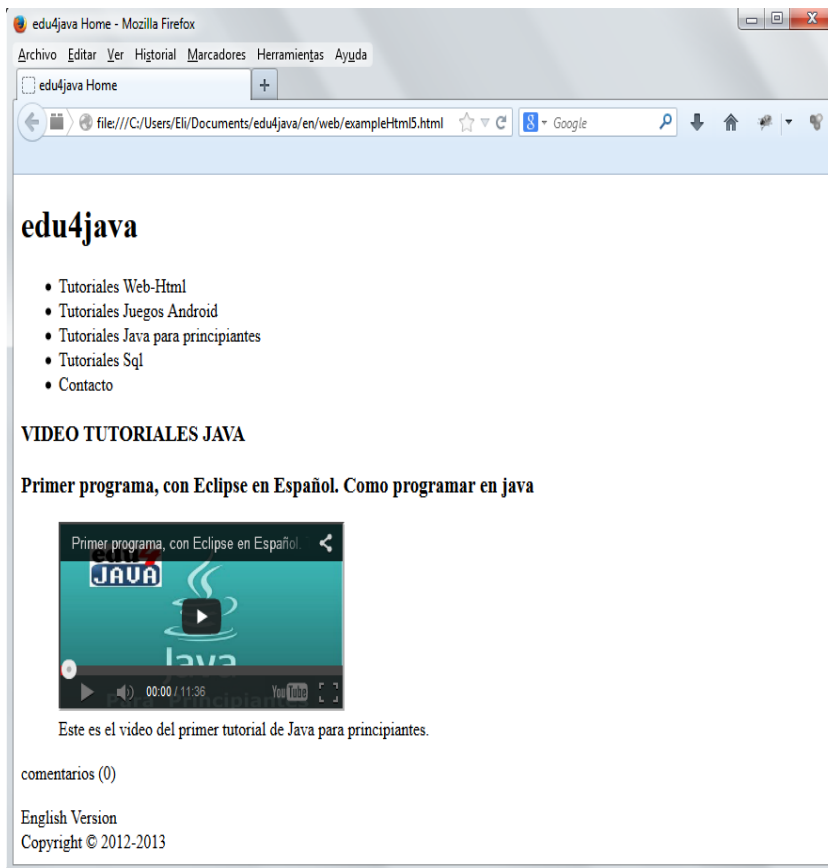 edu4java Home - Mozilla Firefox
Archivo Editar Ver Historial Marcadores Herramientas Ayuda
edu4java Home +
file:///C:/Users/Eli/Documents/edu4java/en/web/exampleHtml5.html 8 Google
edu4java
• Tutoriales Web-Html
• Tutoriales Juegos Android
• Tutoriales Java para principiantes
• Tutoriales Sql
• Contacto
VIDEO TUTORIALES JAVA
Primer programa, con Eclipse en Español. Como programar en java
Primer programa, con Eclipse en Español.
edu4
JAVA
Java
Para Principiantes
00:00 / 11:36 YouTube
Este es el video del primer tutorial de Java para principiantes.
comentarios (0)
English Version
Copyright © 2012-2013